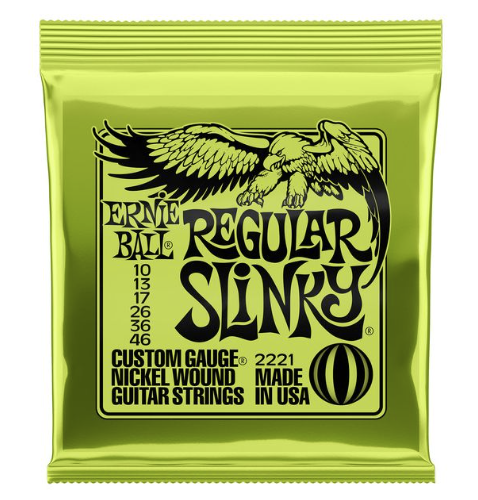 ERNIE
BALL®
REGULAR
SLINKY®
10
13
17
26
36
46
CUSTOM GAUGE® 2221
NICKEL WOUND MADE
GUITAR STRINGS IN USA